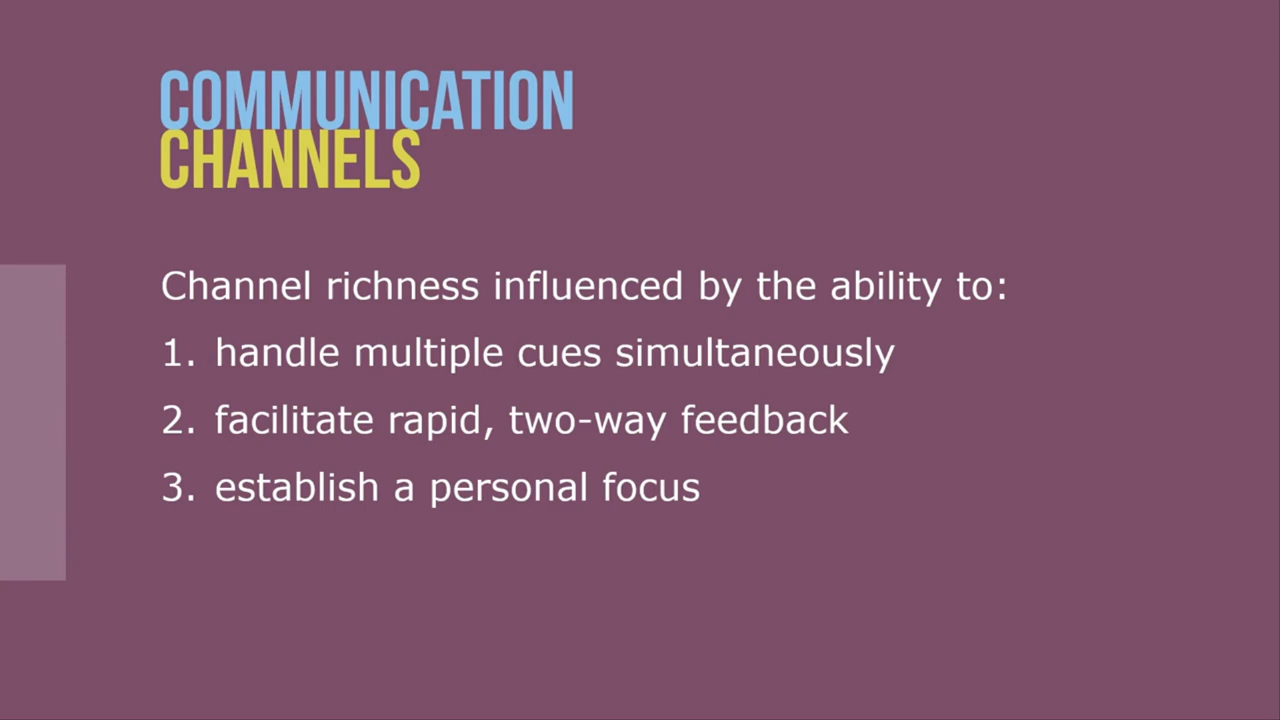 COMMUNICATION
CHANNELS
Channel richness influenced by the ability to:
1. handle multiple cues simultaneously
2. facilitate rapid, two-way feedback
3. establish a personal focus